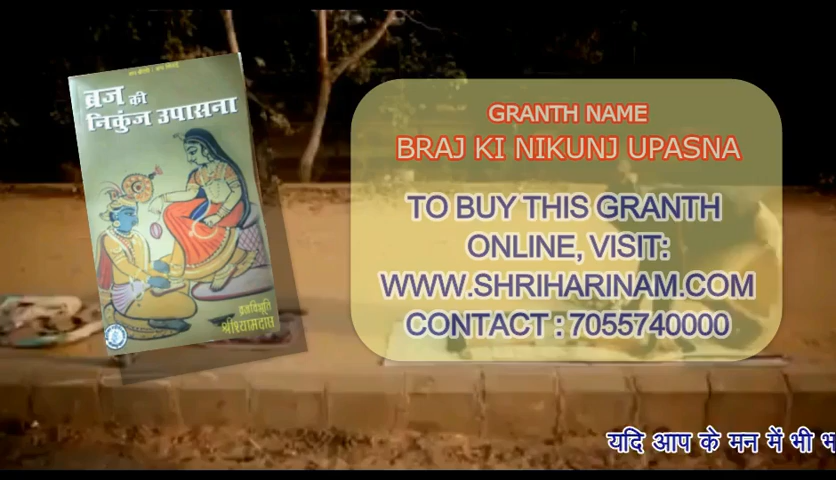 ब्रज की
निकुंज उपासना
ब्रजविभूति
श्रीश्यामदास
GRANTH NAME
BRAJ KI NIKUNJ UPASNA
TO BUY THIS GRANTH
ONLINE, VISIT:
WWW.SHRIHARINAM.COM
CONTACT : 7055740000
यदि आप के मन में भी